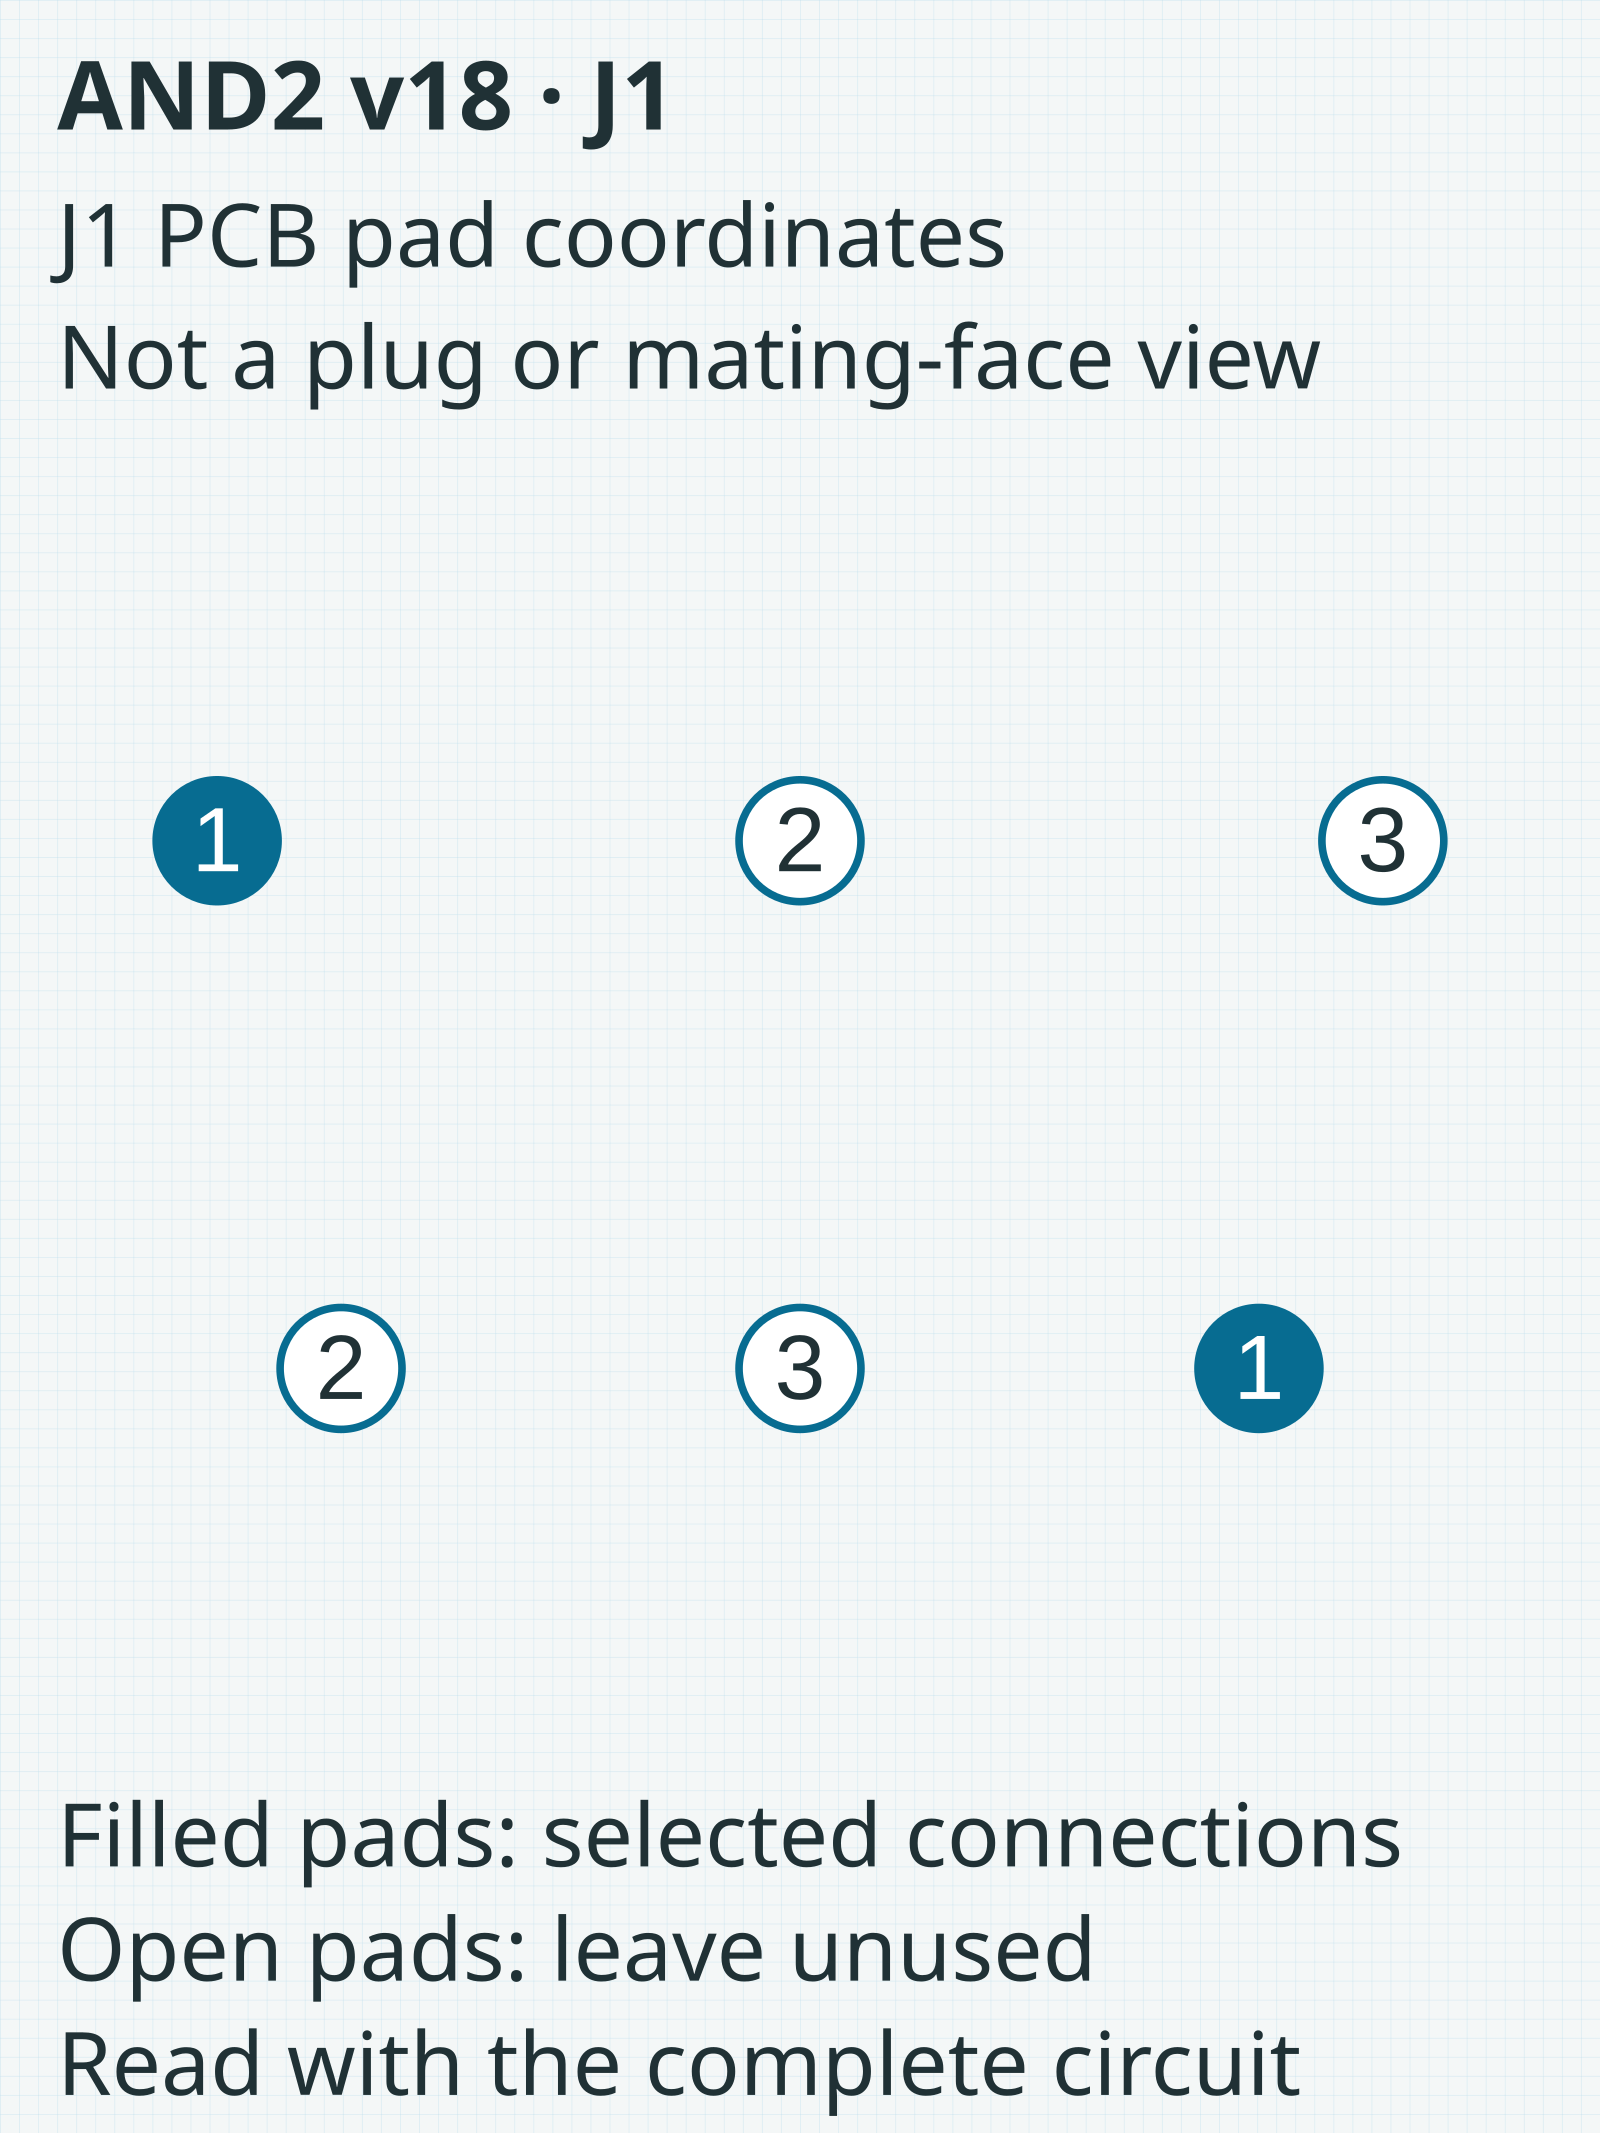 AND2 v18 · J1
J1 PCB pad coordinates
Not a plug or mating-face view
1 2 3
2 3 1
Filled pads: selected connections
Open pads: leave unused
Read with the complete circuit